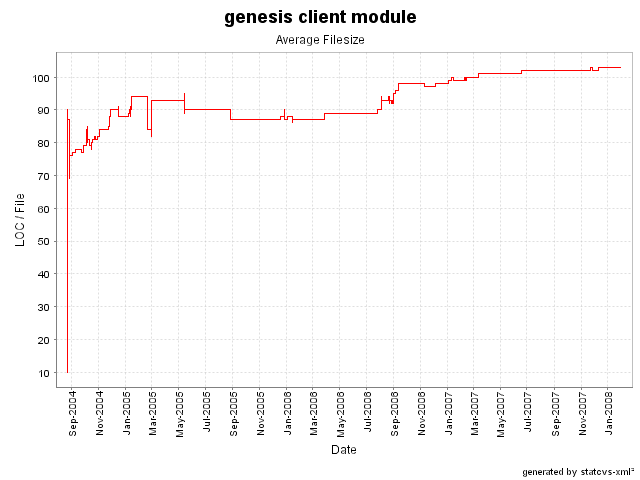 genesis client module
Average Filesize
LOC / File
100
90
80
70
60
50
40
30
20
10
Sep-2004
Nov-2004
Jan-2005
Mar-2005
May-2005
Jul-2005
Sep-2005
Nov-2005
Jan-2006
Mar-2006
May-2006
Jul-2006
Sep-2006
Nov-2006
Jan-2007
Mar-2007
May-2007
Jul-2007
Sep-2007
Nov-2007
Jan-2008
Date
generated by statcvs-xml²